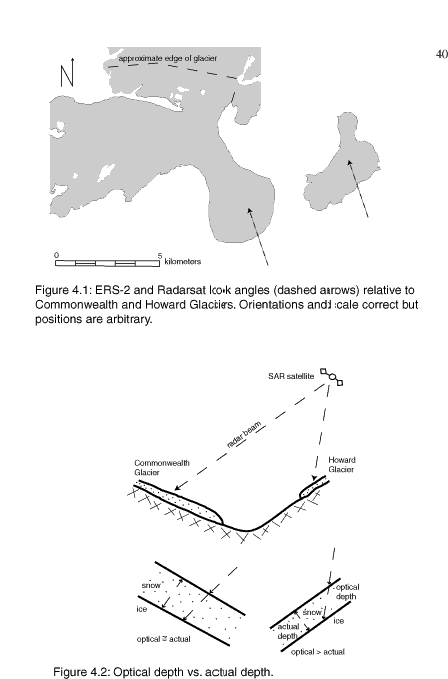 40
approximate edge of glacier
N
0 5
kilometers
Figure 4.1: ERS-2 and Radarsat look angles (dashed arrows) relative to
Commonwealth and Howard Glaciers. Orientations and scale correct but
positions are arbitrary.
SAR satellite
radar beam
Commonwealth
Glacier
Howard
Glacier
snow
ice
optical ≅ actual
optical
depth
snow
actual
depth
ice
optical > actual
Figure 4.2: Optical depth vs. actual depth.